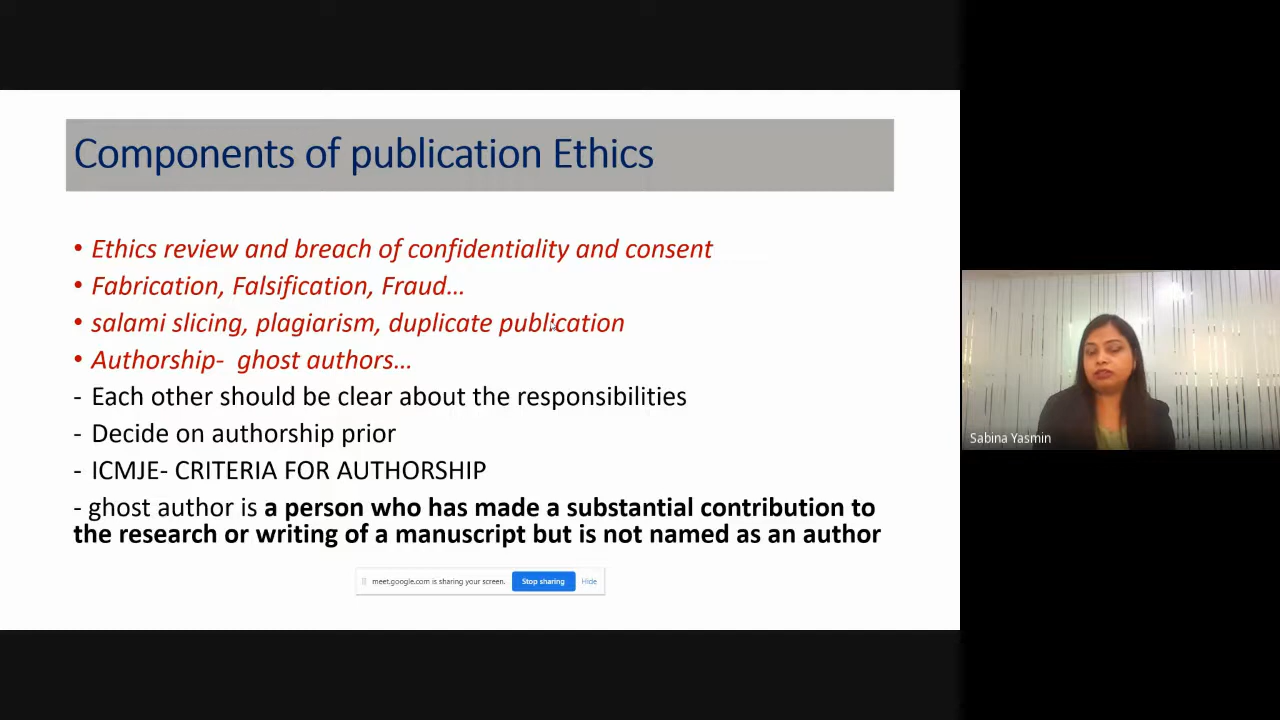 Components of publication Ethics
• Ethics review and breach of confidentiality and consent
• Fabrication, Falsification, Fraud...
• salami slicing, plagiarism, duplicate publication
• Authorship- ghost authors...
- Each other should be clear about the responsibilities
- Decide on authorship prior
- ICMJE- CRITERIA FOR AUTHORSHIP
- ghost author is a person who has made a substantial contribution to
the research or writing of a manuscript but is not named as an author
meet.google.com is sharing your screen. Stop sharing Hide
Sabina Yasmin